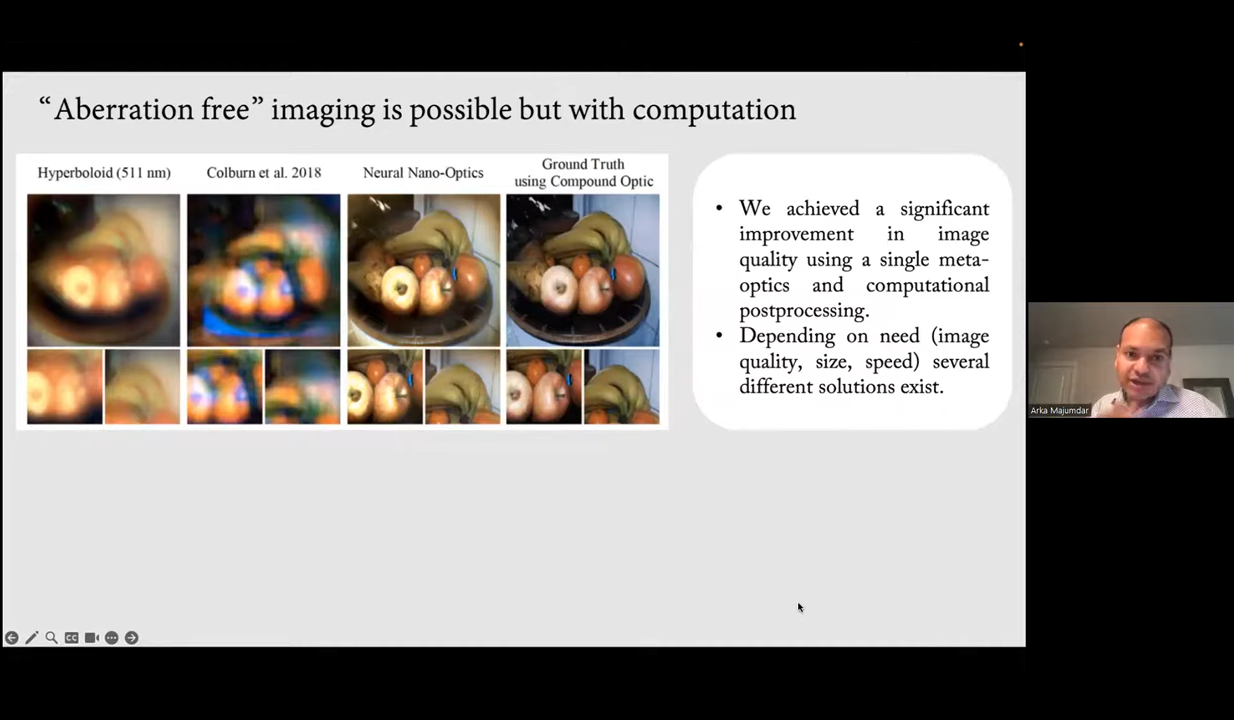 “Aberration free” imaging is possible but with computation
Hyperboloid (511 nm)
Colburn et al. 2018
Neural Nano-Optics
Ground Truth
using Compound Optic
• We achieved a significant
improvement in image
quality using a single meta-
optics and computational
postprocessing.
• Depending on need (image
quality, size, speed) several
different solutions exist.
Arka Majumdar
CC